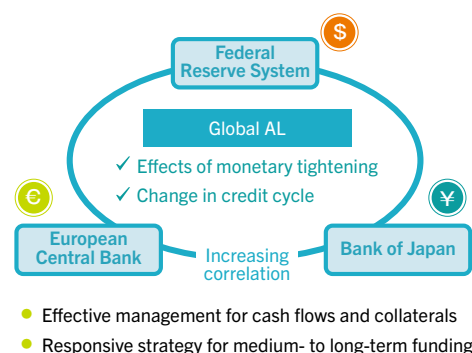 $
Federal
Reserve System
Global AL
✓ Effects of monetary tightening
✓ Change in credit cycle
€
¥
European
Central Bank
Increasing
correlation
Bank of Japan
• Effective management for cash flows and collaterals
• Responsive strategy for medium- to long-term funding